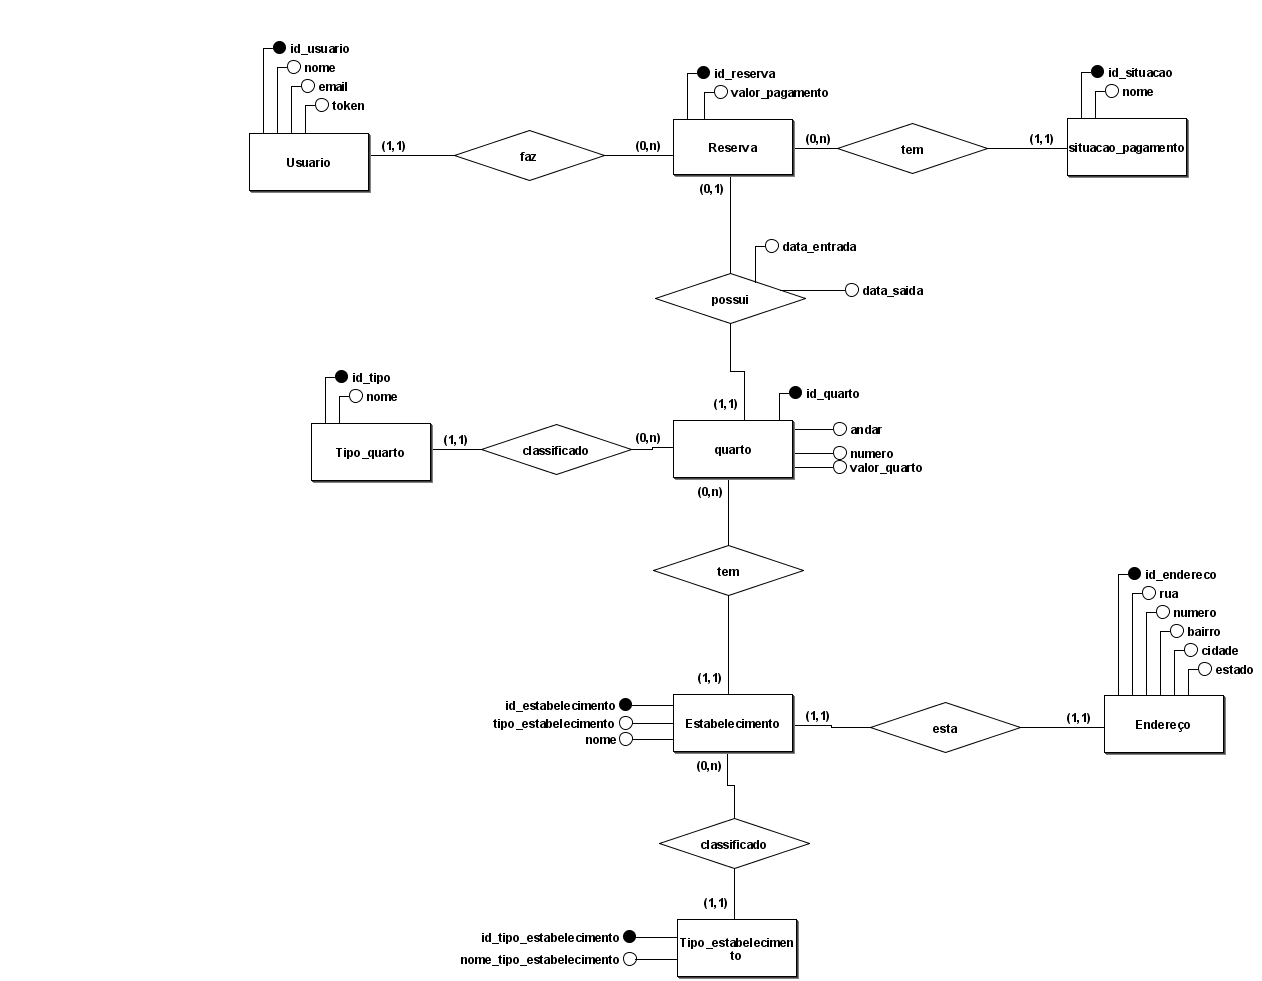 id_usuario
nome
email
token
Usuario
(1,1)
faz
(0,n)
id_reserva
valor_pagamento
Reserva
(0,n)
tem
(1,1)
id_situacao
nome
situacao_pagamento
(0,1)
data_entrada
data_saida
possui
(1,1)
id_tipo
nome
Tipo_quarto
(1,1)
classificado
(0,n)
id_quarto
andar
numero
valor_quarto
quarto
(0,n)
tem
(1,1)
id_estabelecimento
tipo_estabelecimento
nome
Estabelecimento
(1,1)
esta
(1,1)
id_endereco
rua
numero
bairro
cidade
estado
Endereço
(0,n)
classificado
(1,1)
id_tipo_estabelecimento
nome_tipo_estabelecimento
Tipo_estabelecimen
to